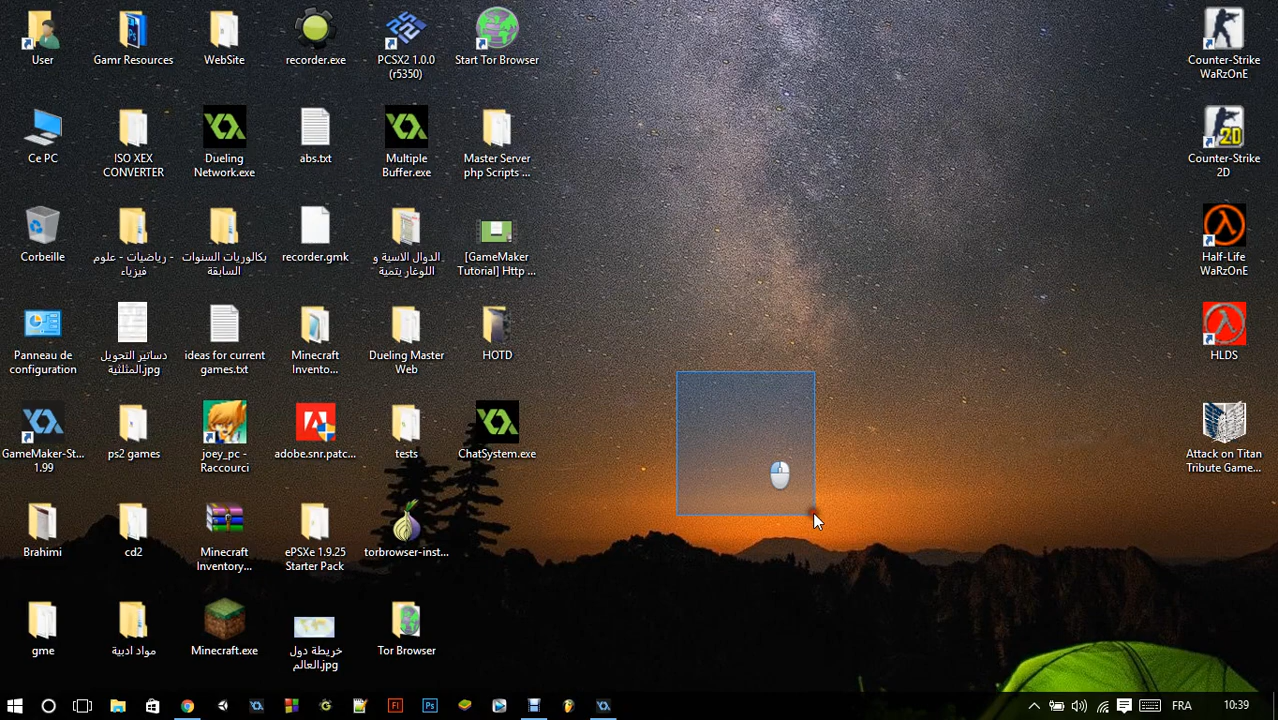 User
Gamr Resources
WebSite
recorder.exe
PCSX2 1.0.0
(r5350)
Start Tor Browser
Counter-Strike
WaRzOnE
Ce PC
ISO XEX
CONVERTER
Dueling
Network.exe
abs.txt
Multiple
Buffer.exe
Master Server
php Scripts ...
Counter-Strike
2D
Corbeille
رياضيات - علوم -
فيزياء
بكالوريات السنوات
السابقة
recorder.gmk
الدوال الاسية و
اللوغار يتمية
[GameMaker
Tutorial] Http ...
Half-Life
WaRzOnE
Panneau de
configuration
دساتير التحويل
المثلثية.jpg
ideas for current
games.txt
Minecraft
Invento...
Dueling Master
Web
HOTD
HLDS
GameMaker-St...
1.99
ps2 games
joey_pc -
Raccourci
adobe.snr.patc...
tests
ChatSystem.exe
Attack on Titan
Tribute Game...
Brahimi
cd2
Minecraft
Inventory...
ePSXe 1.9.25
Starter Pack
torbrowser-inst...
gme
مواد ادبية
Minecraft.exe
خريطة دول
العالم.jpg
Tor Browser
FRA
10:39